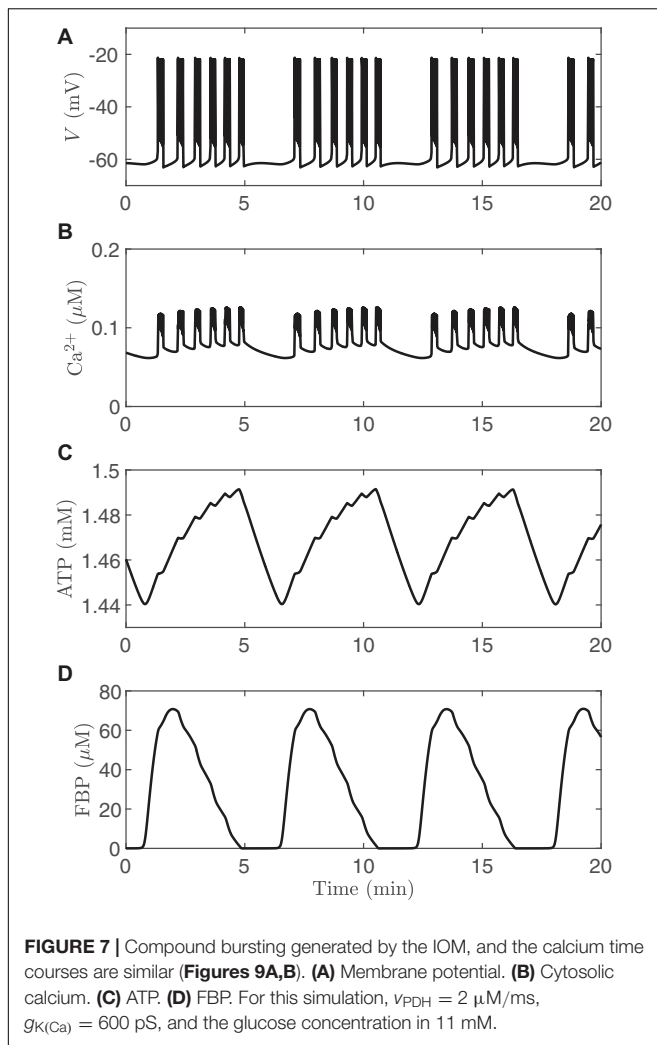 A
-20
-40
-60
V (mV)
0 5 10 15 20
B
0.2
0.1
0
Ca2+ (μM)
0 5 10 15 20
C
1.5
1.48
1.46
1.44
ATP (mM)
0 5 10 15 20
D
80
60
40
20
0
FBP (μM)
0 5 10 15 20
Time (min)
FIGURE 7 | Compound bursting generated by the IOM, and the calcium time
courses are similar (Figures 9A,B). (A) Membrane potential. (B) Cytosolic
calcium. (C) ATP. (D) FBP. For this simulation, vPDH = 2 μM/ms,
gK(Ca) = 600 pS, and the glucose concentration in 11 mM.